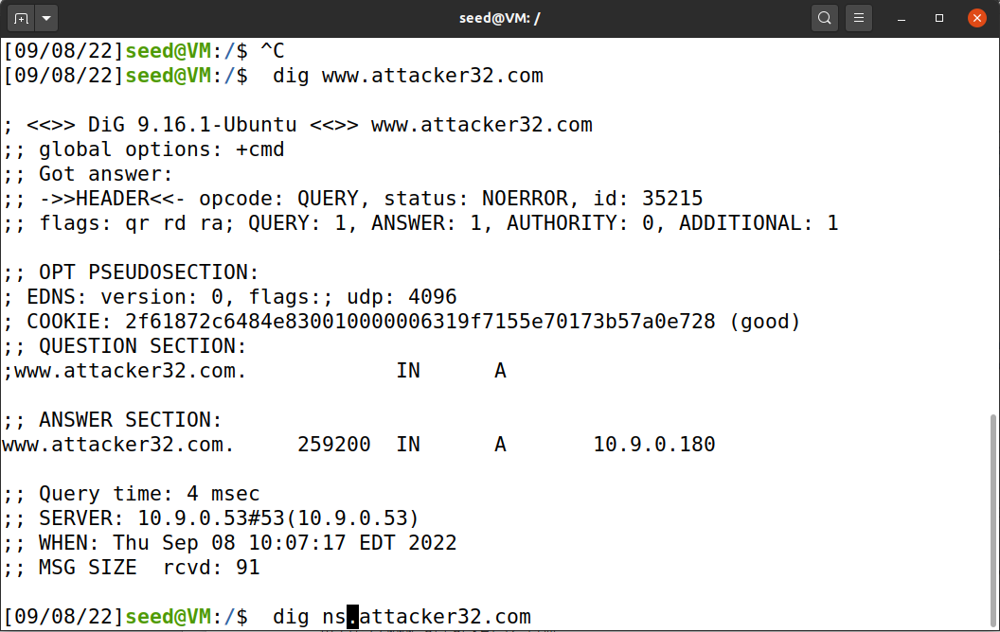 seed@VM: /
[09/08/22]seed@VM:/$ ^C
[09/08/22]seed@VM:/$  dig www.attacker32.com
; <<>> DiG 9.16.1-Ubuntu <<>> www.attacker32.com
;; global options: +cmd
;; Got answer:
;; ->>HEADER<<- opcode: QUERY, status: NOERROR, id: 35215
;; flags: qr rd ra; QUERY: 1, ANSWER: 1, AUTHORITY: 0, ADDITIONAL: 1
;; OPT PSEUDOSECTION:
; EDNS: version: 0, flags:; udp: 4096
; COOKIE: 2f61872c6484e830010000006319f7155e70173b57a0e728 (good)
;; QUESTION SECTION:
;www.attacker32.com.            IN      A
;; ANSWER SECTION:
www.attacker32.com.     259200  IN      A       10.9.0.180
;; Query time: 4 msec
;; SERVER: 10.9.0.53#53(10.9.0.53)
;; WHEN: Thu Sep 08 10:07:17 EDT 2022
;; MSG SIZE  rcvd: 91
[09/08/22]seed@VM:/$  dig ns.attacker32.com